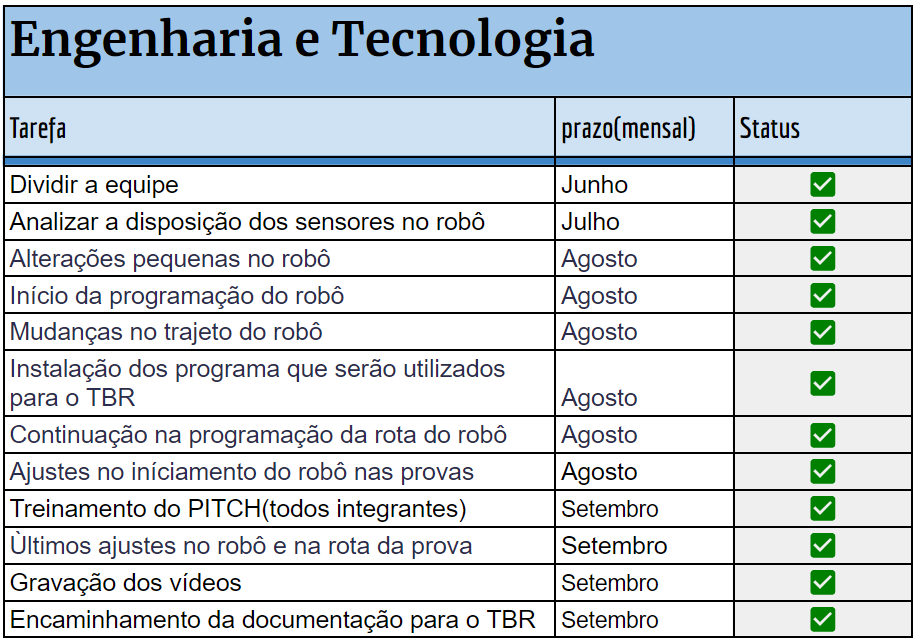 Engenharia e Tecnologia
Tarefa prazo(mensal) Status
Dividir a equipe Junho
Analizar a disposição dos sensores no robô Julho
Alterações pequenas no robô Agosto
Início da programação do robô Agosto
Mudanças no trajeto do robô Agosto
Instalação dos programa que serão utilizados
para o TBR Agosto
Continuação na programação da rota do robô Agosto
Ajustes no iníciamento do robô nas provas Agosto
Treinamento do PITCH(todos integrantes) Setembro
Ùltimos ajustes no robô e na rota da prova Setembro
Gravação dos vídeos Setembro
Encaminhamento da documentação para o TBR Setembro